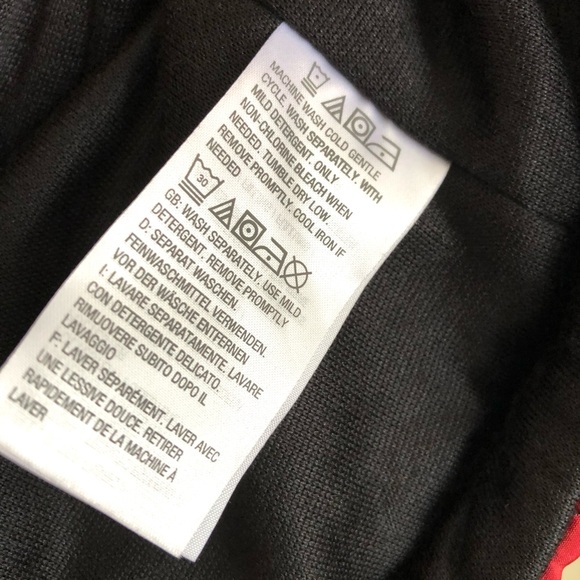 MACHINE WASH COLD GENTLE
CYCLE. WASH SEPARATELY. WITH
MILD DETERGENT. ONLY
NON-CHLORINE BLEACH WHEN
NEEDED. TUMBLE DRY LOW.
REMOVE PROMPTLY. COOL IRON IF
NEEDED
30
GB: WASH SEPARATELY. USE MILD
DETERGENT. REMOVE PROMPTLY
D: SEPARAT WASCHEN.
FEINWASCHMITTEL VERWENDEN.
VOR DER WÄSCHE ENTFERNEN
I: LAVARE SEPARATAMENTE. LAVARE
CON DETERGENTE DELICATO.
RIMUOVERE SUBITO DOPO IL
LAVAGGIO
F: LAVER SEPARÉMENT. LAVER AVEC
UNE LESSIVE DOUCE. RETIRER
RAPIDEMENT DE LA MACHINE À
LAVER